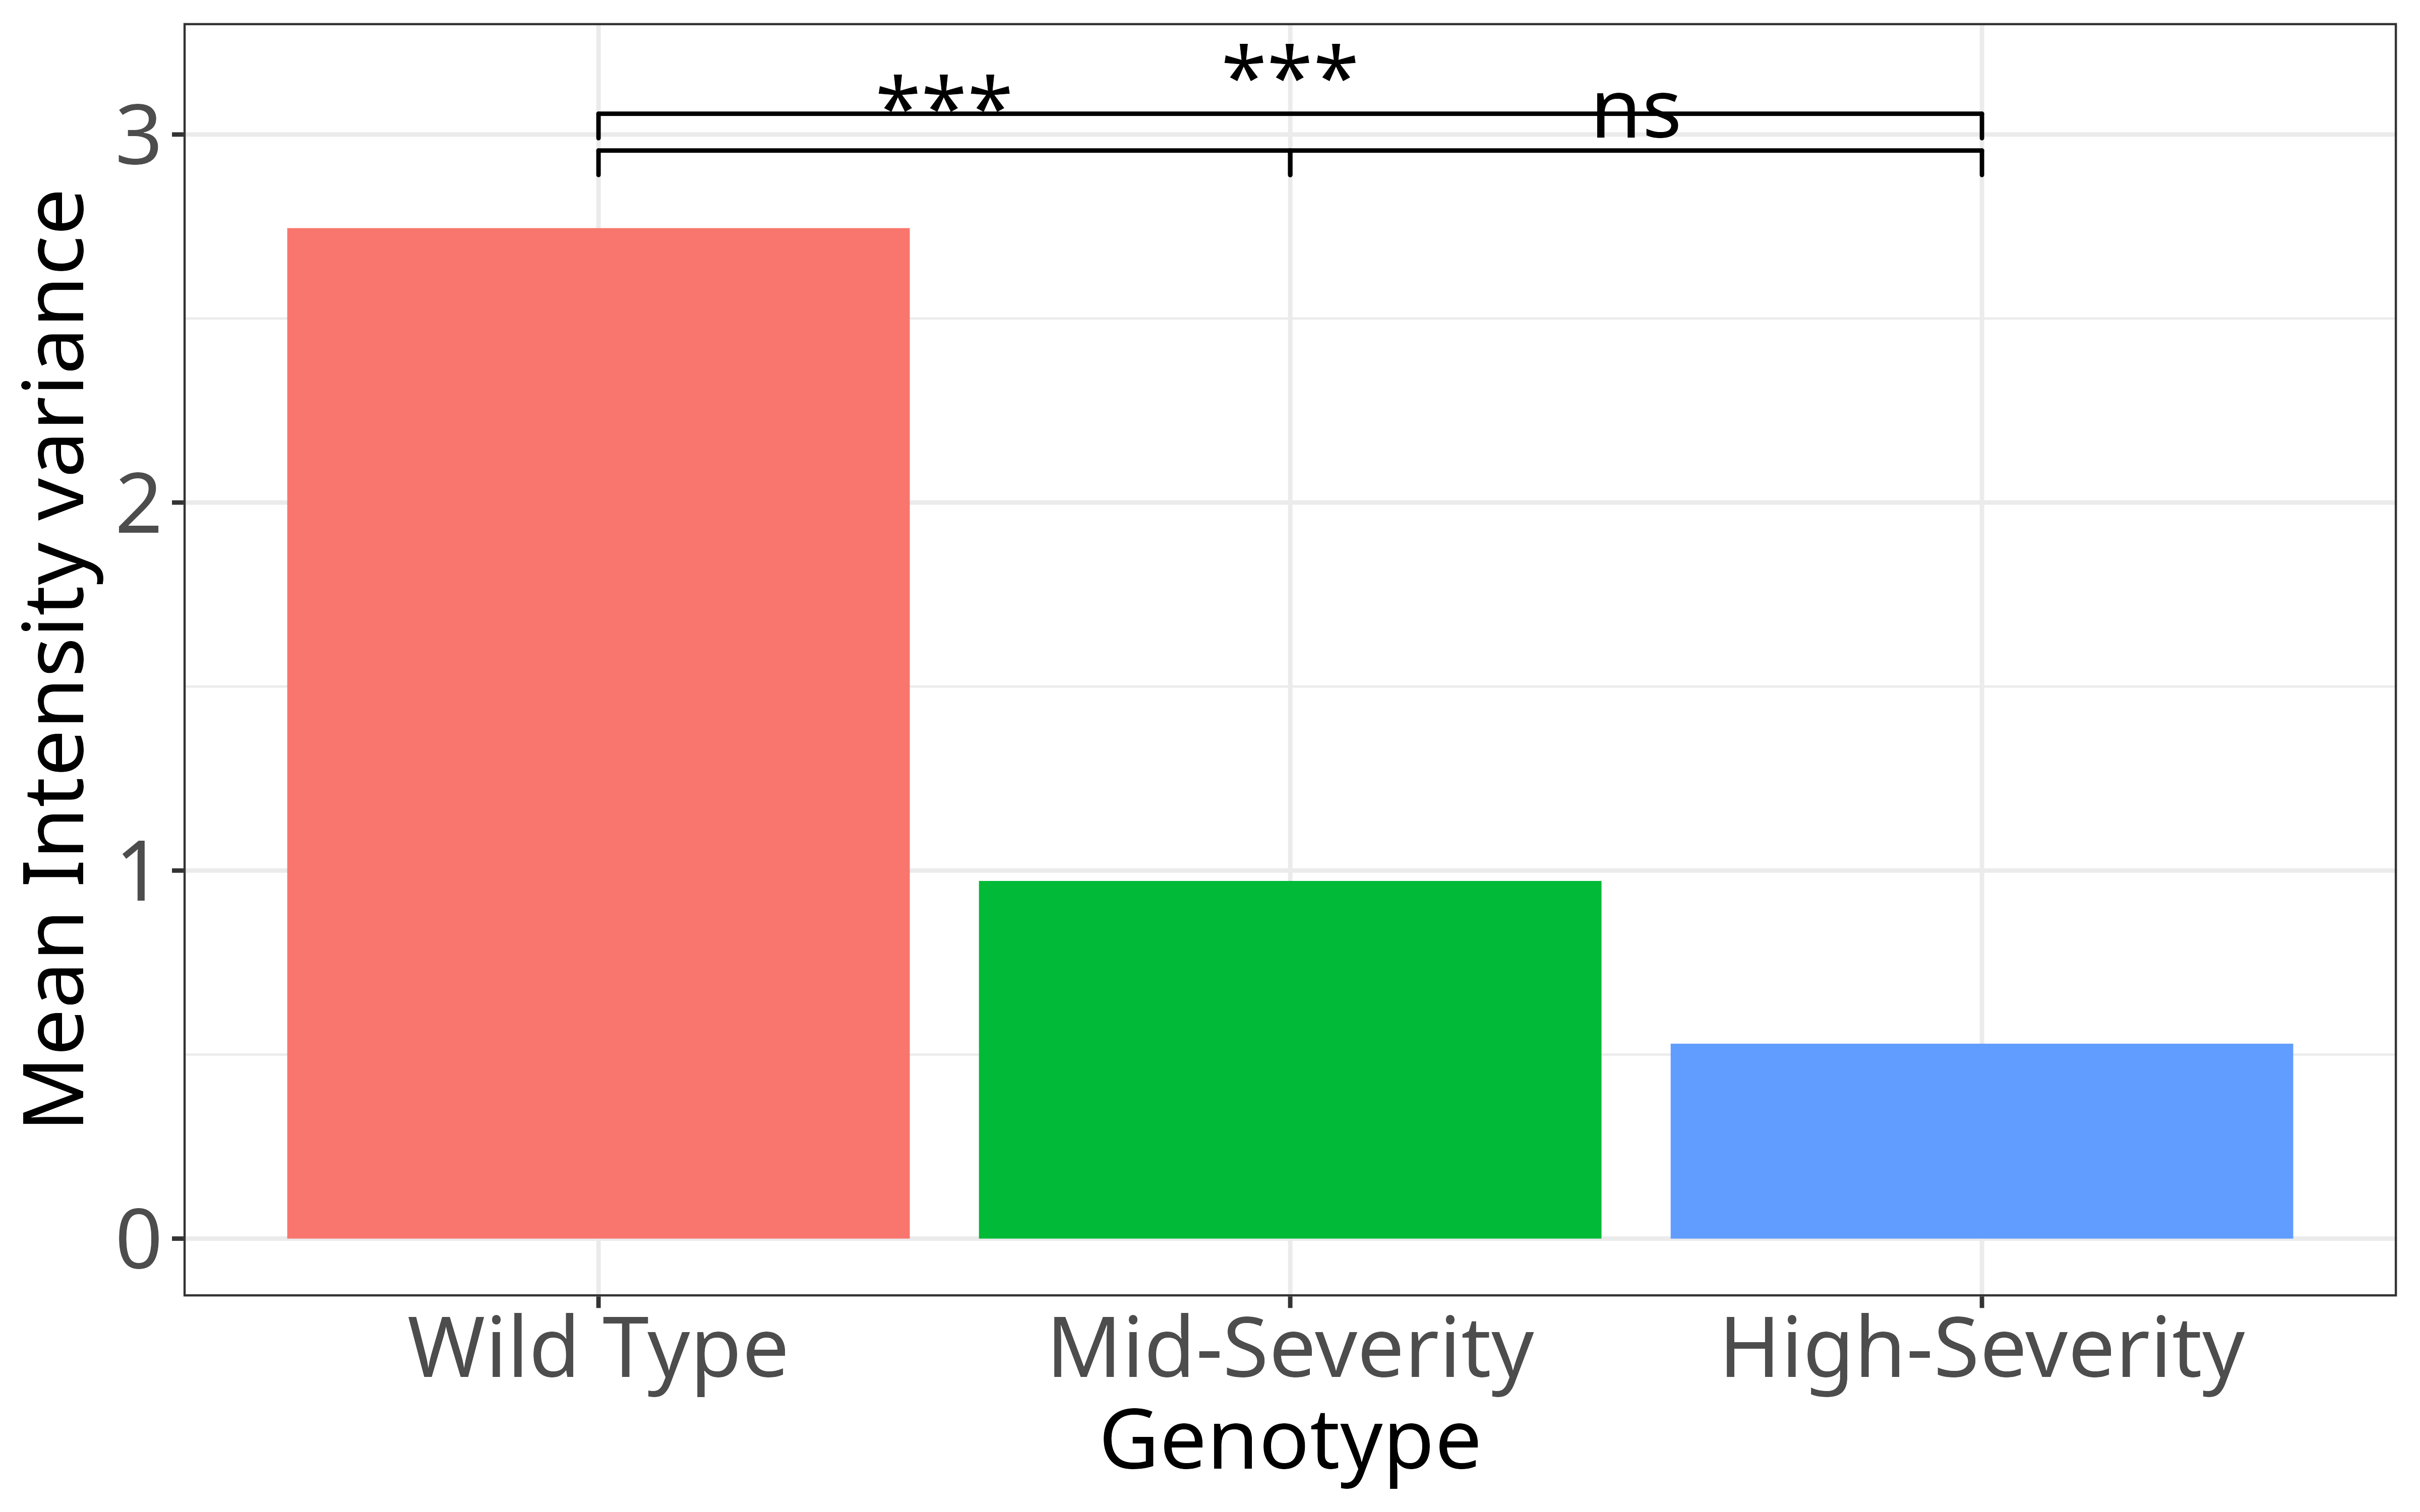 ***
***
ns
3
2
1
0
Mean Intensity variance
Wild Type
Mid-Severity
High-Severity
Genotype